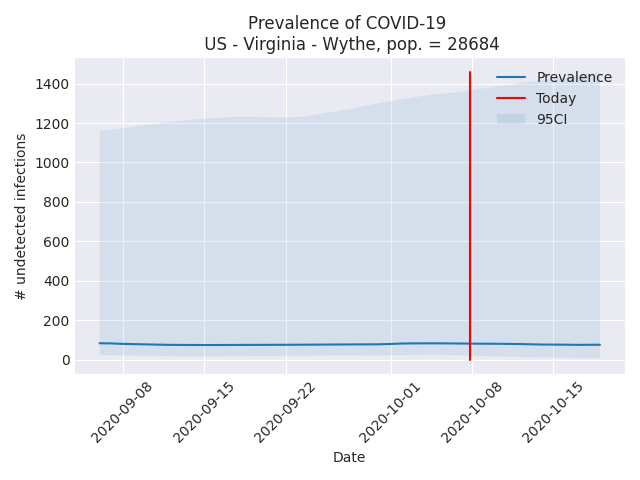 Prevalence of COVID-19
US - Virginia - Wythe, pop. = 28684
Prevalence
Today
95CI
# undetected infections
1400
1200
1000
800
600
400
200
0
2020-09-08
2020-09-15
2020-09-22
2020-10-01
2020-10-08
2020-10-15
Date